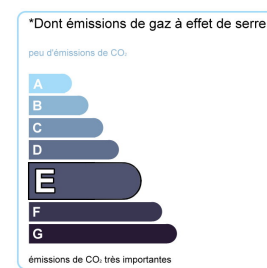 *Dont émissions de gaz à effet de serre
peu d'émissions de CO₂
A
B
C
D
E
F
G
émissions de CO₂ très importantes